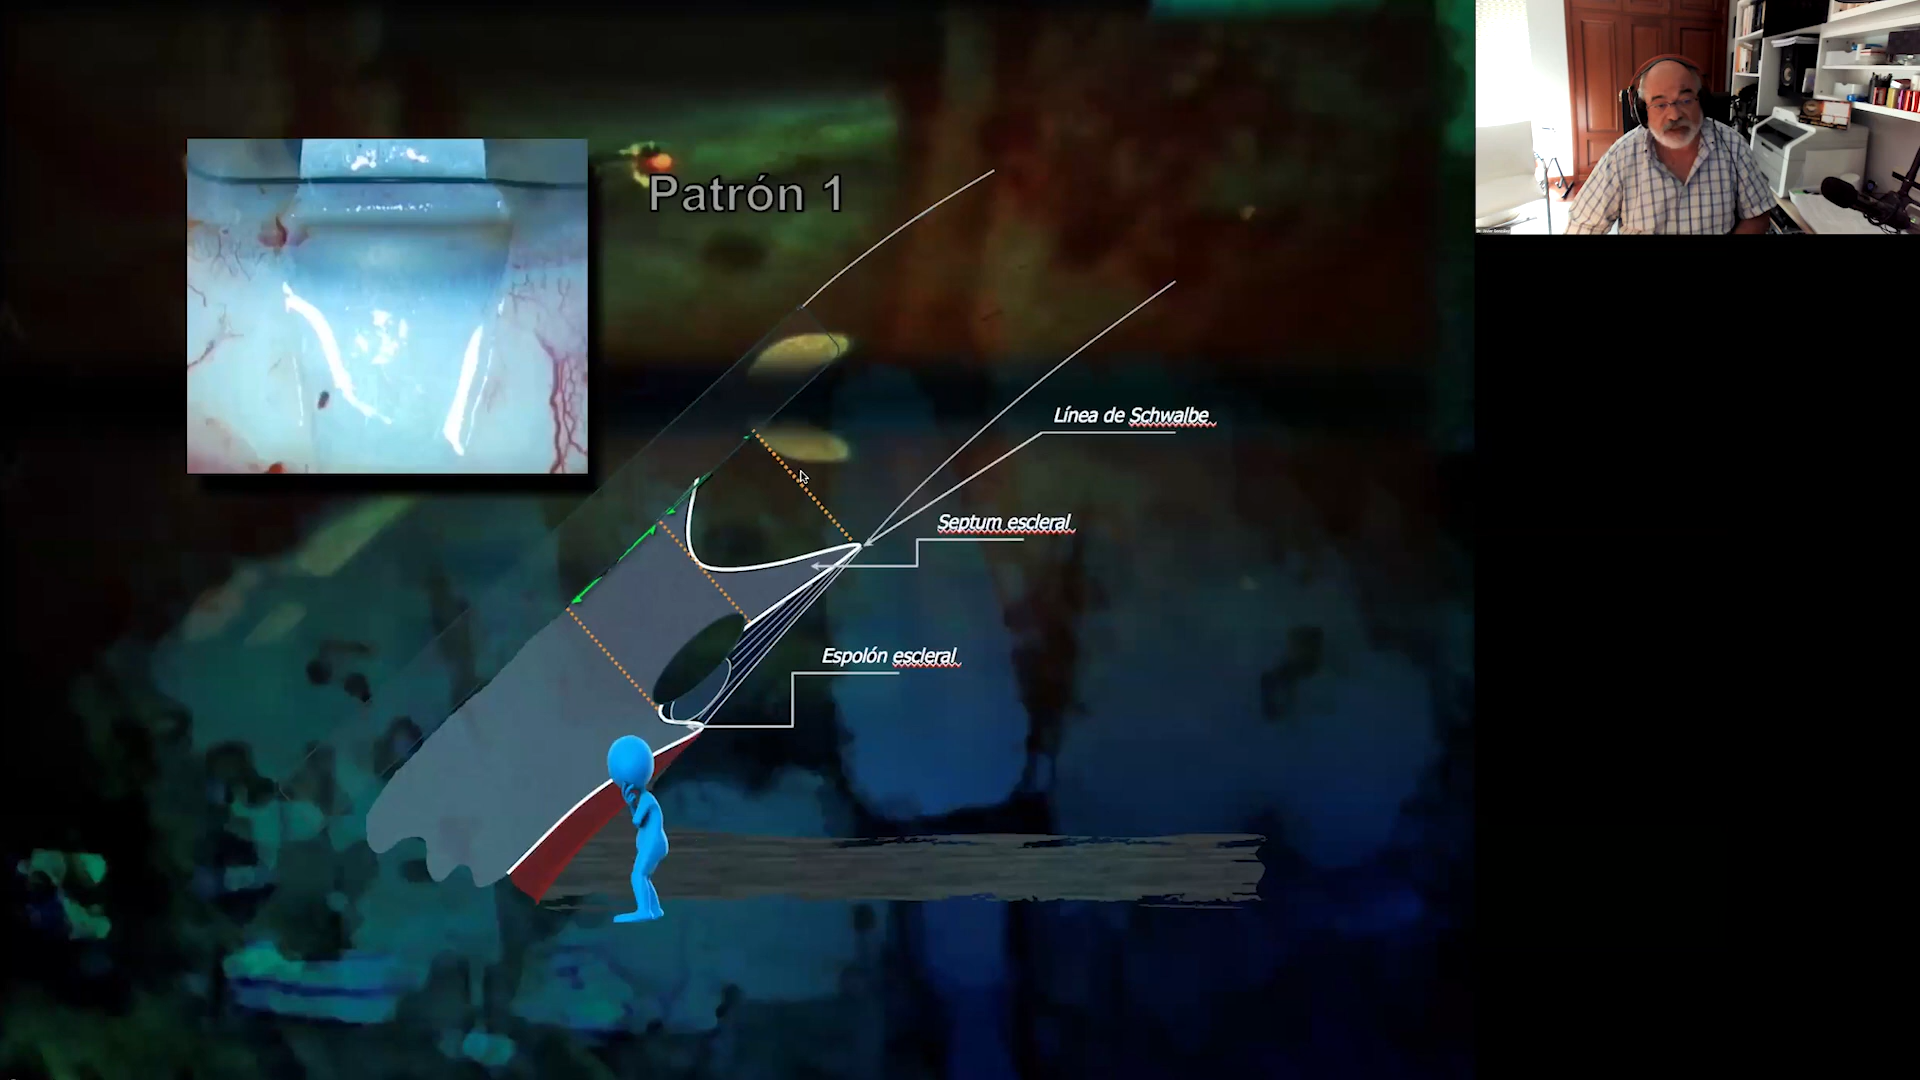 Patrón 1
Línea de Schwalbe
Septum escleral
Espolón escleral